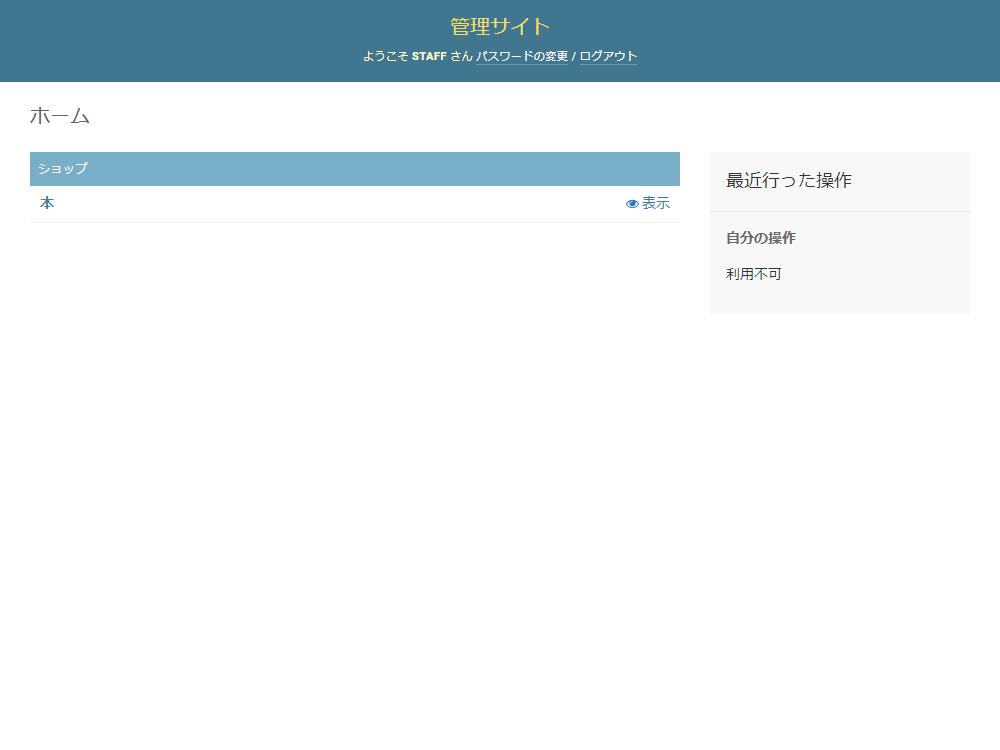 管理サイト
ようこそ STAFF さん パスワードの変更 / ログアウト
ホーム
ショップ
本 表示
最近行った操作
自分の操作
利用不可